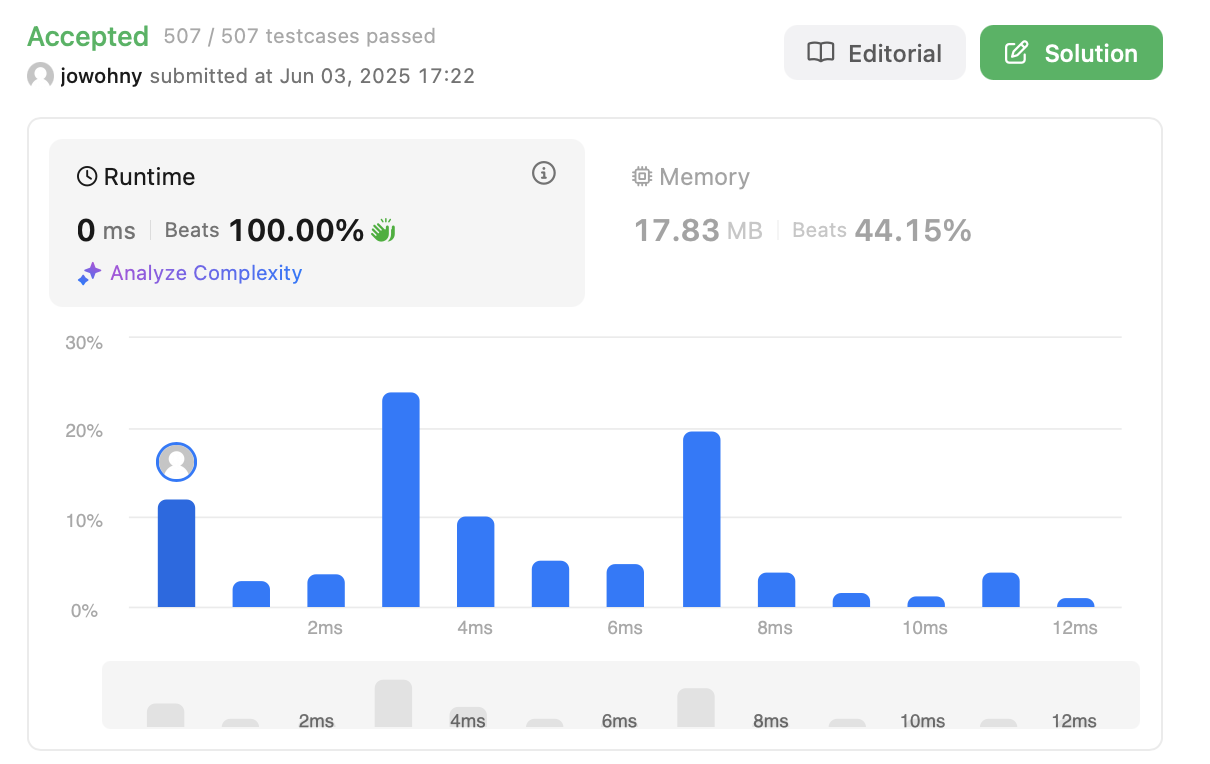 Accepted 507 / 507 testcases passed
jowohny submitted at Jun 03, 2025 17:22
Editorial
Solution
Runtime
0 ms Beats 100.00%
Analyze Complexity
Memory
17.83 MB Beats 44.15%
30%
20%
10%
0%
2ms 4ms 6ms 8ms 10ms 12ms
2ms 4ms 6ms 8ms 10ms 12ms